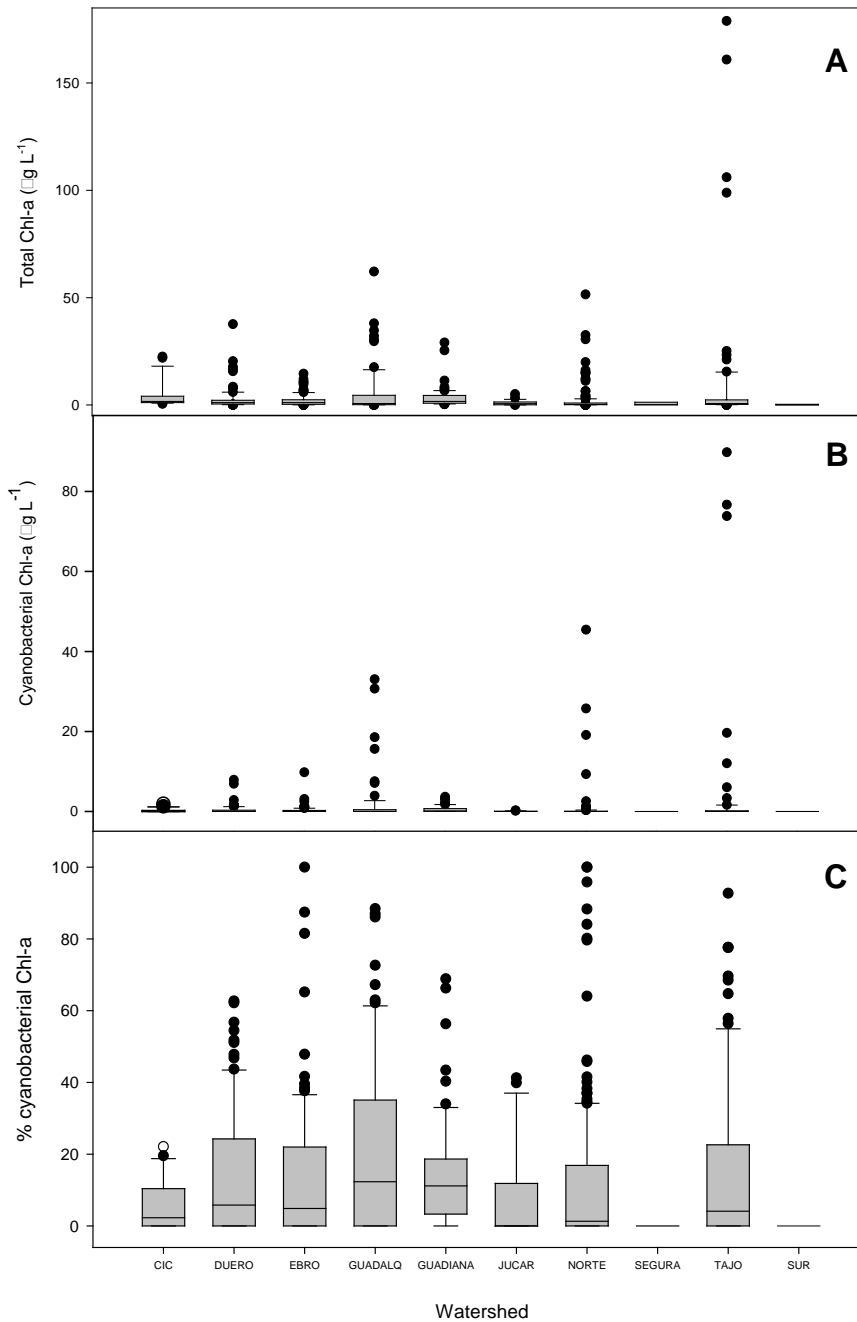 A
Total Chl-a (□g L-1)
150
100
50
0
B
Cyanobacterial Chl-a (□g L-1)
80
60
40
20
0
C
% cyanobacterial Chl-a
100
80
60
40
20
0
CIC DUERO EBRO GUADALQ GUADIANA JUCAR NORTE SEGURA TAJO SUR
Watershed